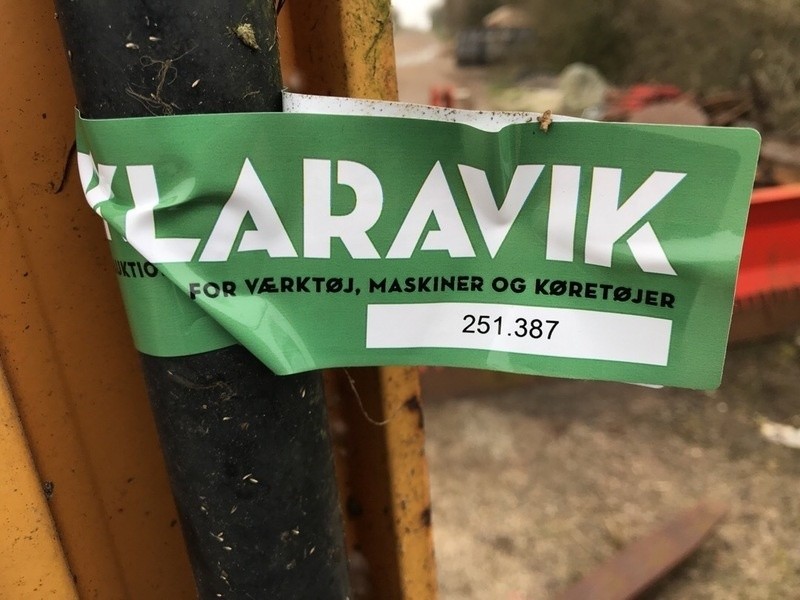 KLARAVIK
FOR VÆRKTØJ, MASKINER OG KØRETØJER
251.387